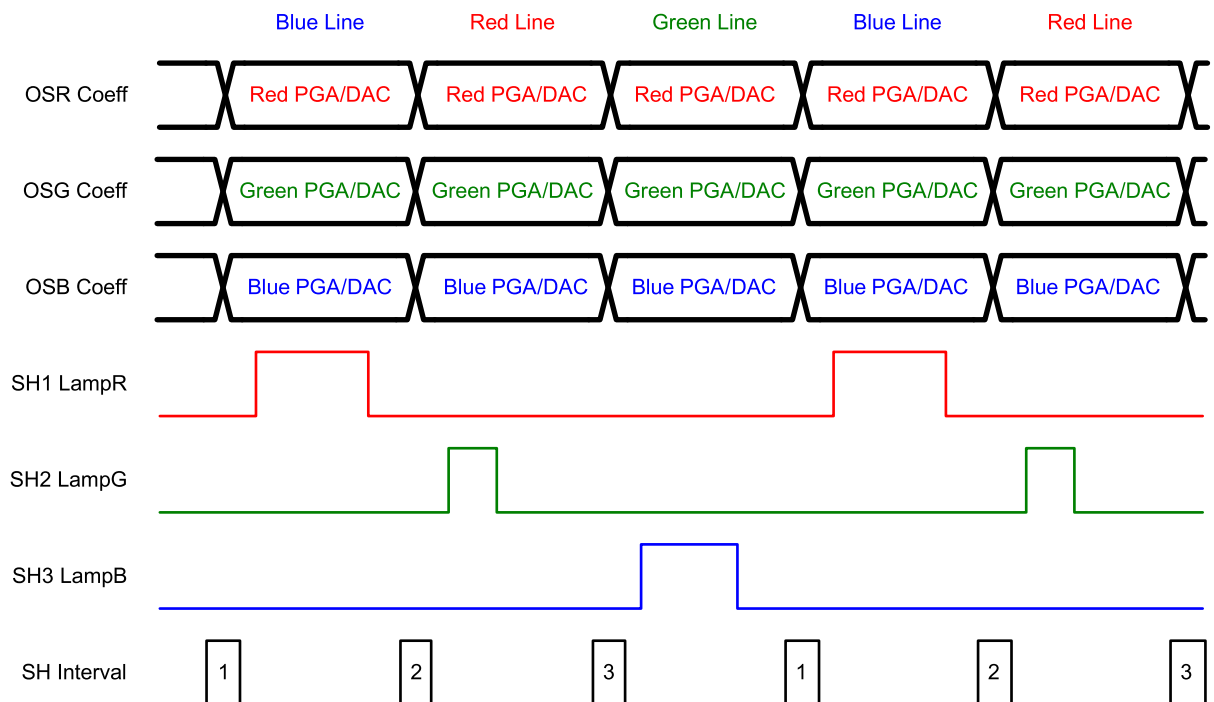 Blue Line Red Line Green Line Blue Line Red Line
OSR Coeff Red PGA/DAC Red PGA/DAC Red PGA/DAC Red PGA/DAC Red PGA/DAC
OSG Coeff Green PGA/DAC Green PGA/DAC Green PGA/DAC Green PGA/DAC Green PGA/DAC
OSB Coeff Blue PGA/DAC Blue PGA/DAC Blue PGA/DAC Blue PGA/DAC Blue PGA/DAC
SH1 LampR
SH2 LampG
SH3 LampB
SH Interval 1 2 3 1 2 3